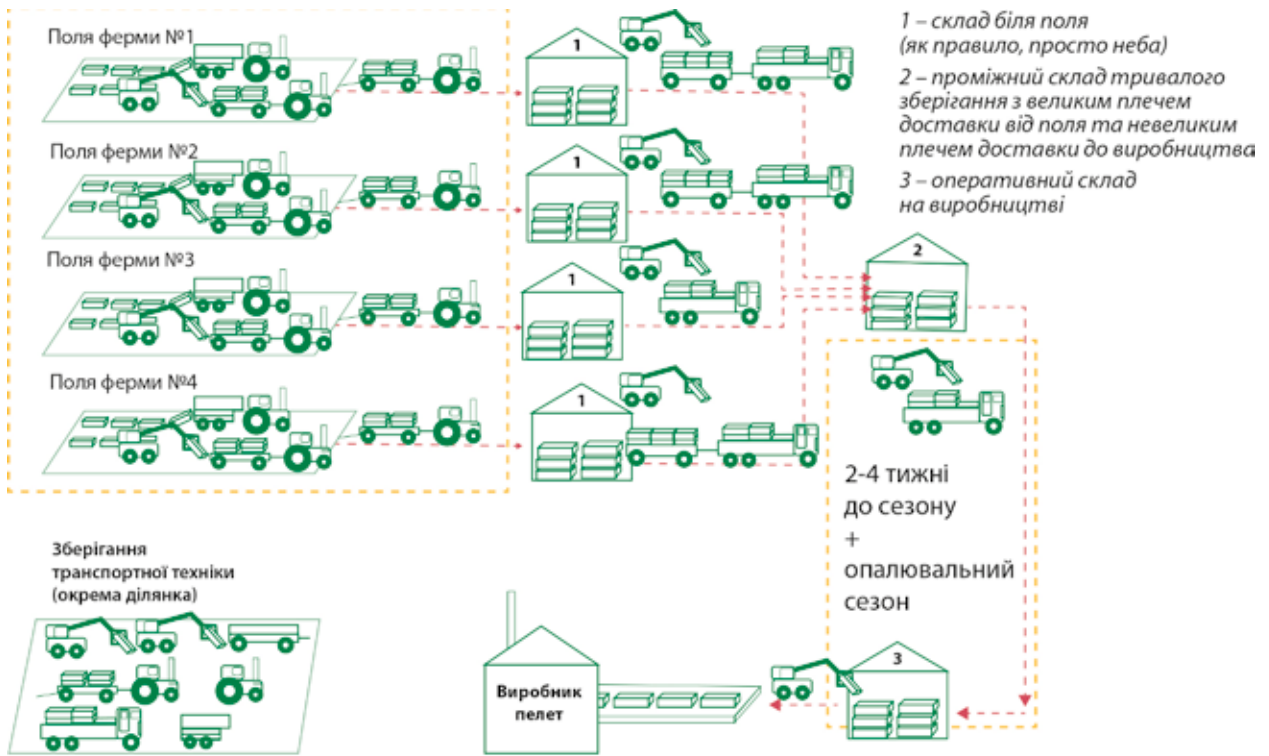 Поля ферми №1
1
1 – склад біля поля
(як правило, просто неба)
2 – проміжний склад тривалого
зберігання з великим плечем
доставки від поля та невеликим
плечем доставки до виробництва
3 – оперативний склад
на виробництві
Поля ферми №2
1
Поля ферми №3
1
2
Поля ферми №4
1
2-4 тижні
до сезону
+
опалювальний
сезон
Зберігання
транспортної техніки
(окрема ділянка)
Виробник
пелет
3